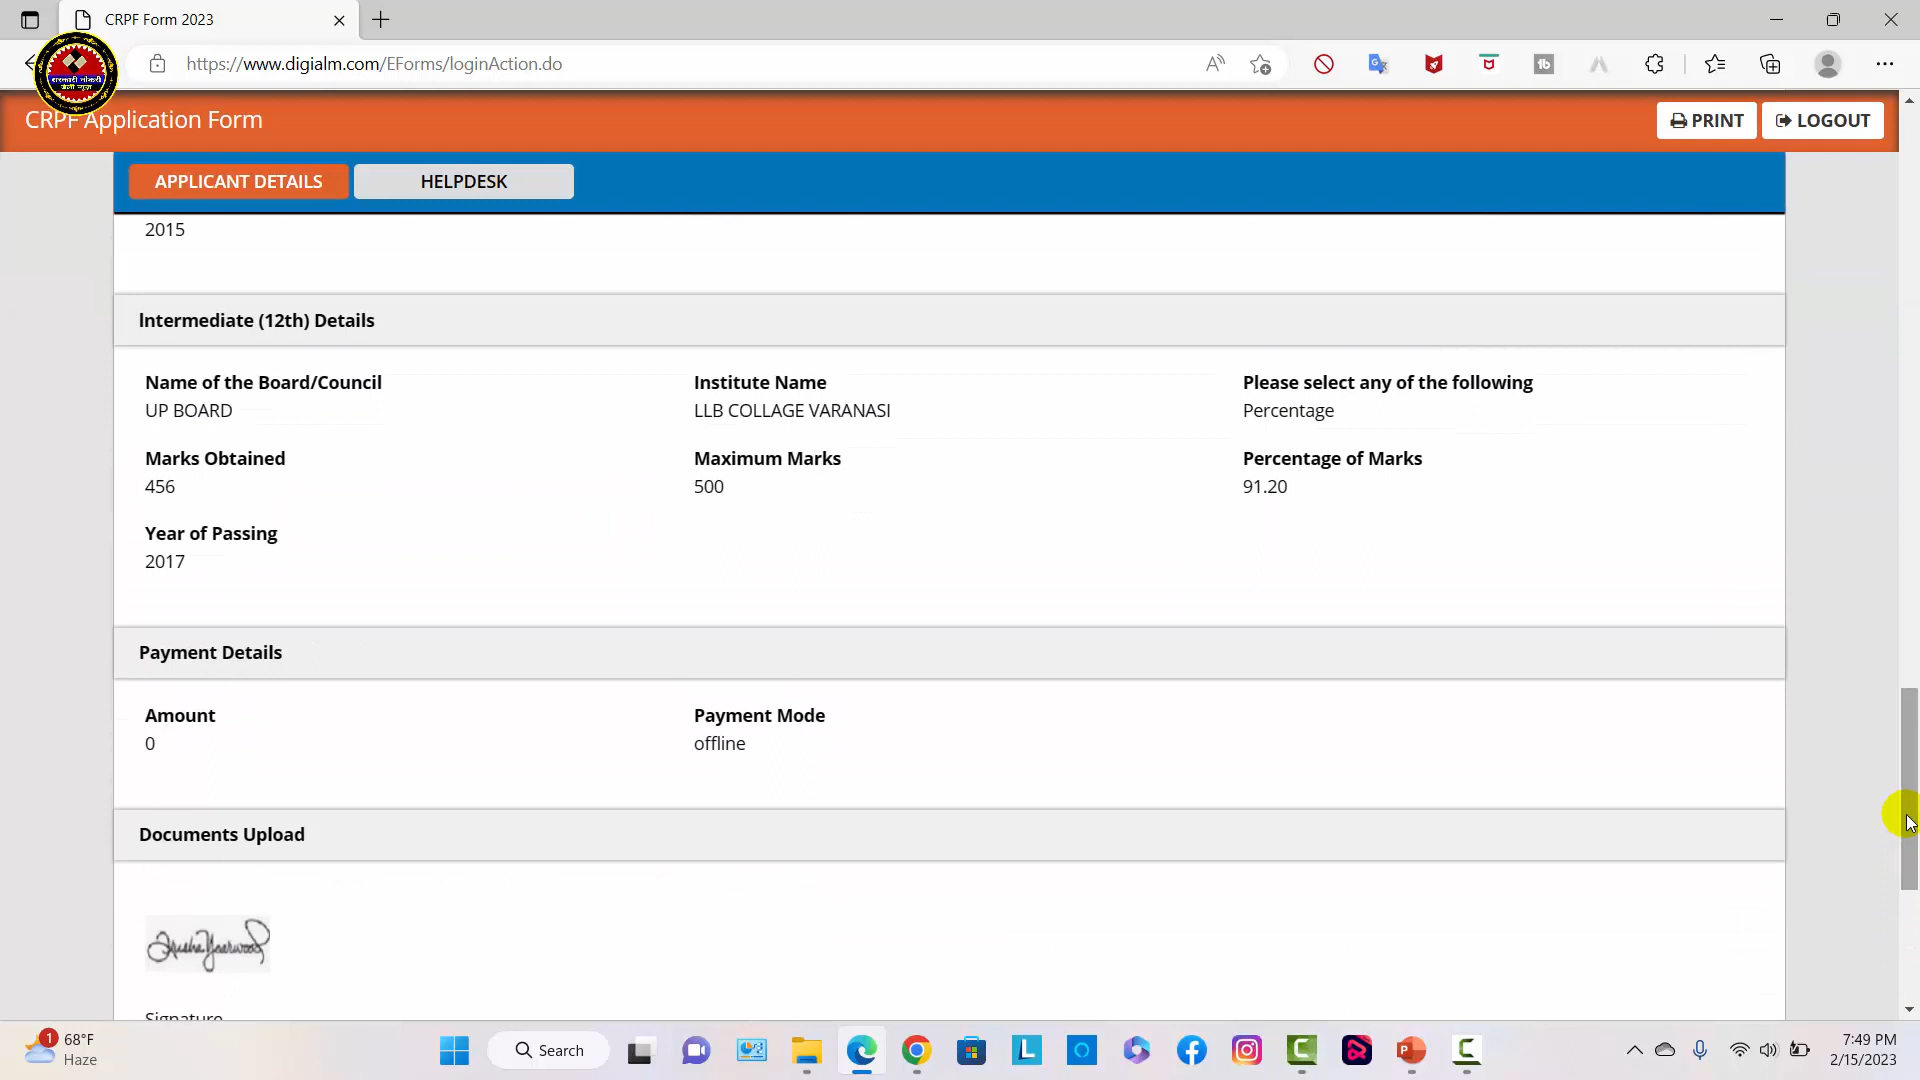 CRPF Form 2023
https://www.digialm.com/EForms/loginAction.do
सरकारी नौकरी
CRPF Application Form
PRINT
LOGOUT
APPLICANT DETAILS
HELPDESK
2015
Intermediate (12th) Details
Name of the Board/Council
Institute Name
Please select any of the following
UP BOARD
LLB COLLAGE VARANASI
Percentage
Marks Obtained
Maximum Marks
Percentage of Marks
456
500
91.20
Year of Passing
2017
Payment Details
Amount
Payment Mode
0
offline
Documents Upload
Signature
1
68°F
Haze
Search
7:49 PM
2/15/2023